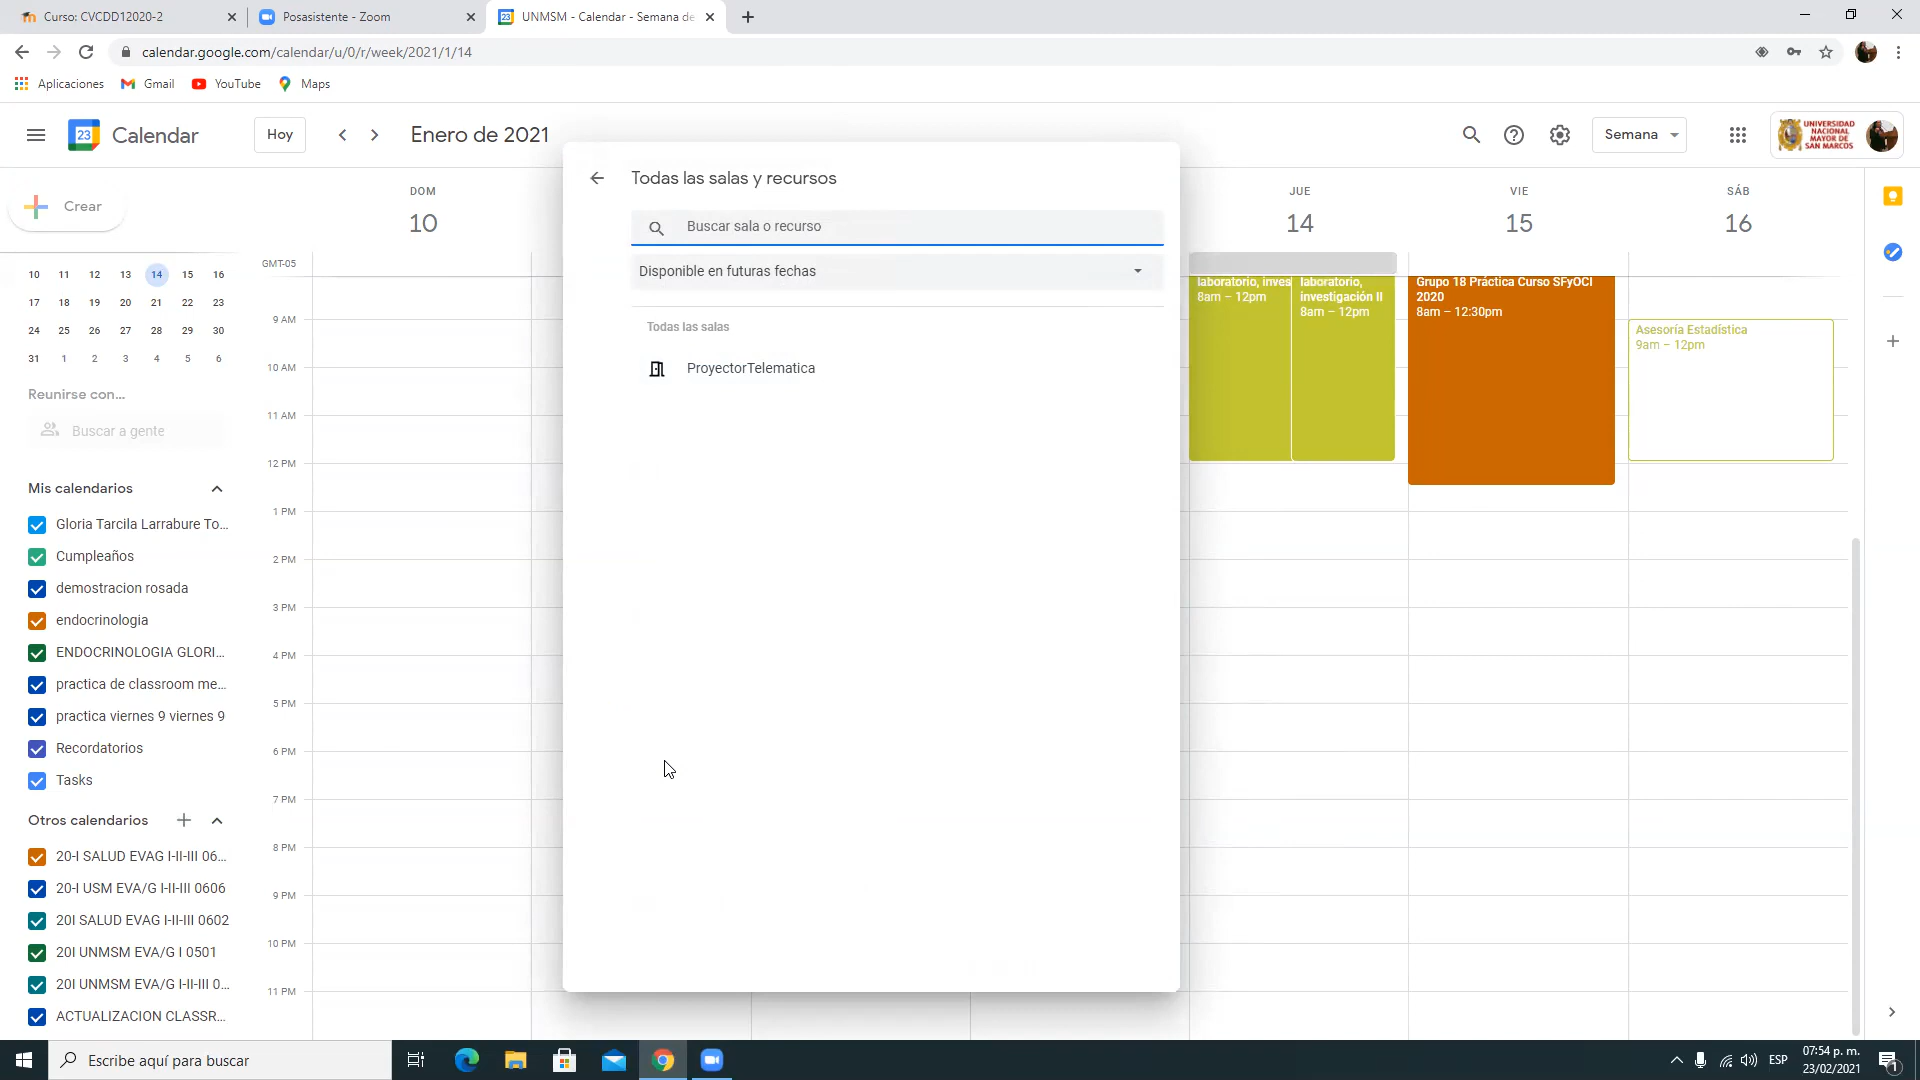 Curso: CVCDD12020-2
Posasistente - Zoom
UNMSM - Calendar - Semana de
calendar.google.com/calendar/u/0/r/week/2021/1/14
Aplicaciones
Gmail
YouTube
Maps
23
Calendar
Hoy
Enero de 2021
Semana
UNIVERSIDAD
NACIONAL
MAYOR DE
SAN MARCOS
Crear
Todas las salas y recursos
Buscar sala o recurso
Disponible en futuras fechas
Todas las salas
ProyectorTelematica
DOM
10
JUE
14
VIE
15
SÁB
16
GMT-05
10 11 12 13 14 15 16
17 18 19 20 21 22 23
24 25 26 27 28 29 30
31 1 2 3 4 5 6
Reunirse con...
Buscar a gente
Mis calendarios
Gloria Tarcila Larrabure To...
Cumpleaños
demostracion rosada
endocrinologia
ENDOCRINOLOGIA GLORI...
practica de classroom me...
practica viernes 9 viernes 9
Recordatorios
Tasks
Otros calendarios
20-I SALUD EVAG I-II-III 06...
20-I USM EVA/G I-II-III 0606
20I SALUD EVAG I-II-III 0602
20I UNMSM EVA/G I 0501
20I UNMSM EVA/G I-II-III 0...
ACTUALIZACION CLASSR...
9 AM
10 AM
11 AM
12 PM
1 PM
2 PM
3 PM
4 PM
5 PM
6 PM
7 PM
8 PM
9 PM
10 PM
11 PM
laboratorio, inves
8am – 12pm
laboratorio,
investigación II
8am – 12pm
Grupo 18 Práctica Curso SFyOCI
2020
8am – 12:30pm
Asesoría Estadística
9am – 12pm
Escribe aquí para buscar
ESP
07:54 p. m.
23/02/2021
1